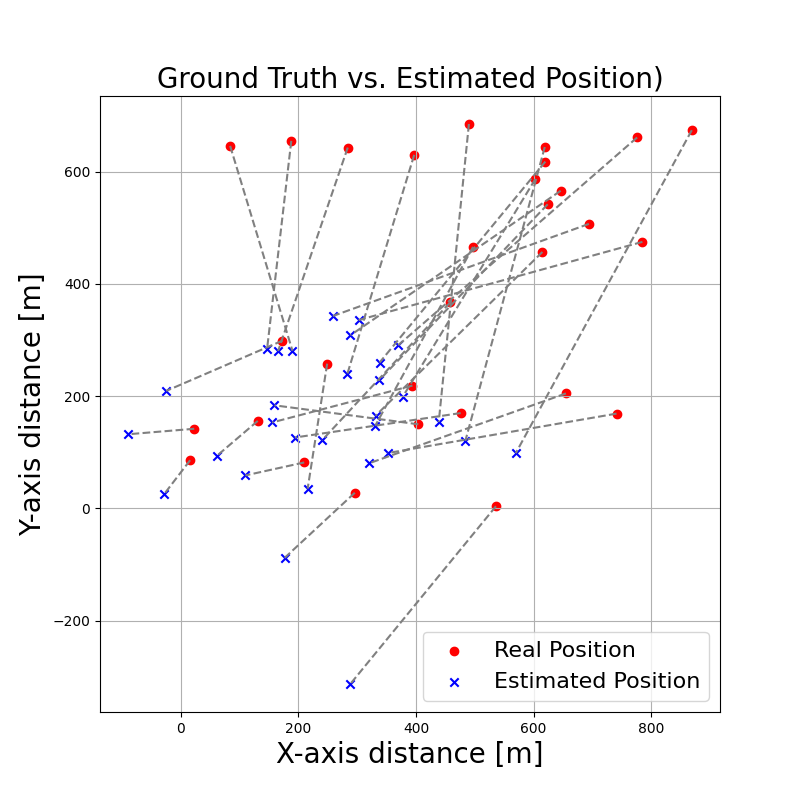 Ground Truth vs. Estimated Position)
Y-axis distance [m]
600
400
200
0
−200
0 200 400 600 800
X-axis distance [m]
Real Position
Estimated Position